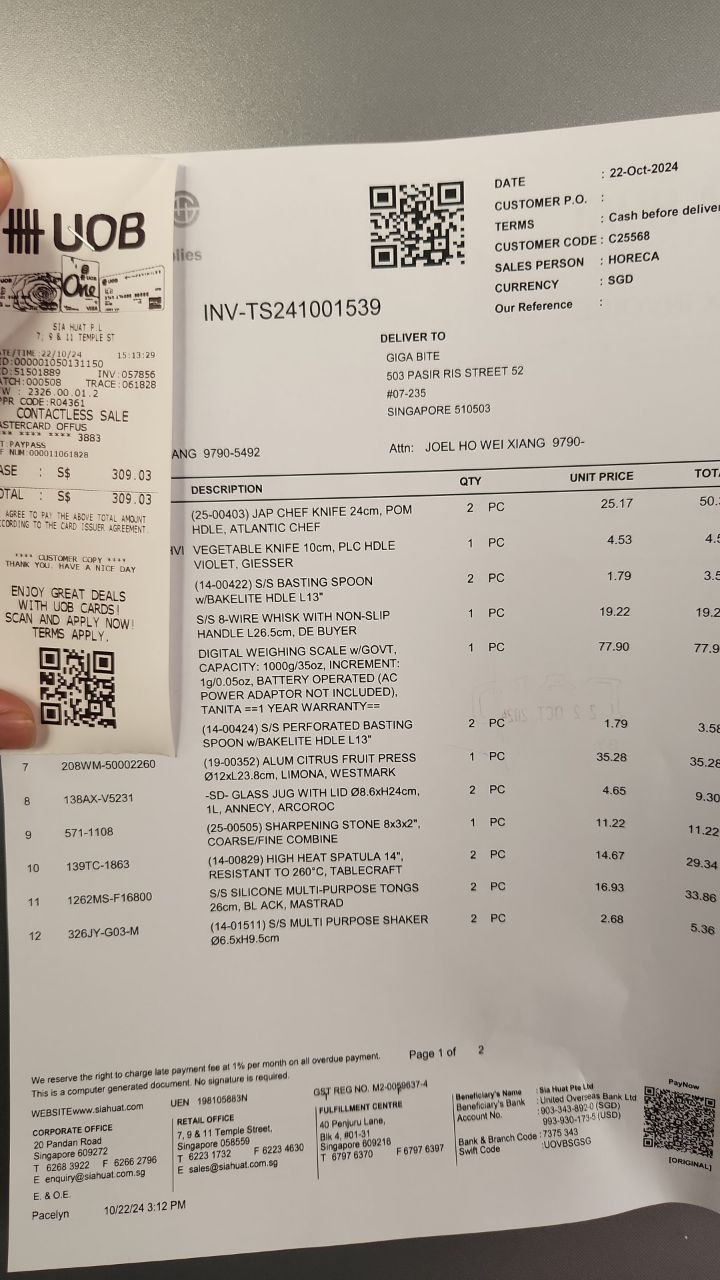 UOB
One
SIA HUAT P.L
7, 9 & 11 TEMPLE ST
TE/TIME:22/10/24 15:13:29
ID:000001050131150
ID:51501889 INV:057856
ATCH:000508 TRACE:061828
W : 2326.00.01.2
PPR CODE:R04361
CONTACTLESS SALE
ASTERCARD OFFUS
** **** **** 3883
T:PAYPASS
F NUM:000011061828
ASE : S$ 309.03
OTAL : S$ 309.03
AGREE TO PAY THE ABOVE TOTAL AMOUNT
CORDING TO THE CARD ISSUER AGREEMENT.
**** CUSTOMER COPY ****
THANK YOU. HAVE A NICE DAY
ENJOY GREAT DEALS
WITH UOB CARDS!
SCAN AND APPLY NOW!
TERMS APPLY.
lies
DATE : 22-Oct-2024
CUSTOMER P.O. :
TERMS : Cash before deliver
CUSTOMER CODE : C25568
SALES PERSON : HORECA
CURRENCY : SGD
Our Reference :
INV-TS241001539
DELIVER TO
GIGA BITE
503 PASIR RIS STREET 52
#07-235
SINGAPORE 510503
ANG 9790-5492 Attn: JOEL HO WEI XIANG 9790-
DESCRIPTION QTY UNIT PRICE TOT
(25-00403) JAP CHEF KNIFE 24cm, POM 2 PC 25.17 50.
HDLE, ATLANTIC CHEF
HVI VEGETABLE KNIFE 10cm, PLC HDLE 1 PC 4.53 4.5
VIOLET, GIESSER
(14-00422) S/S BASTING SPOON 2 PC 1.79 3.5
w/BAKELITE HDLE L13"
S/S 8-WIRE WHISK WITH NON-SLIP 1 PC 19.22 19.2
HANDLE L26.5cm, DE BUYER
DIGITAL WEIGHING SCALE w/GOVT, 1 PC 77.90 77.9
CAPACITY: 1000g/35oz, INCREMENT:
1g/0.05oz, BATTERY OPERATED (AC
POWER ADAPTOR NOT INCLUDED),
TANITA ==1 YEAR WARRANTY==
(14-00424) S/S PERFORATED BASTING 2 PC 1.79 3.58
SPOON w/BAKELITE HDLE L13"
7 208WM-50002260 (19-00352) ALUM CITRUS FRUIT PRESS 1 PC 35.28 35.28
Ø12xL23.8cm, LIMONA, WESTMARK
8 138AX-V5231 -SD- GLASS JUG WITH LID Ø8.6xH24cm, 2 PC 4.65 9.30
1L, ANNECY, ARCOROC
9 571-1108 (25-00505) SHARPENING STONE 8x3x2", 1 PC 11.22 11.22
COARSE/FINE COMBINE
10 139TC-1863 (14-00829) HIGH HEAT SPATULA 14", 2 PC 14.67 29.34
RESISTANT TO 260°C, TABLECRAFT
11 1262MS-F16800 S/S SILICONE MULTI-PURPOSE TONGS 2 PC 16.93 33.86
26cm, BL ACK, MASTRAD
12 326JY-G03-M (14-01511) S/S MULTI PURPOSE SHAKER 2 PC 2.68 5.36
Ø6.5xH9.5cm
We reserve the right to charge late payment fee at 1% per month on all overdue payment. Page 1 of 2
This is a computer generated document. No signature is required.
WEBSITE www.siahuat.com UEN 198105883N GST REG NO. M2-0059637-4
CORPORATE OFFICE
20 Pandan Road
Singapore 609272
T 6268 3922 F 6266 2796
E enquiry@siahuat.com.sg
E. & O.E.
RETAIL OFFICE
7, 9 & 11 Temple Street,
Singapore 058559
T 6223 1732 F 6223 4630
E sales@siahuat.com.sg
FULFILLMENT CENTRE
40 Penjuru Lane,
Blk 4, #01-31
Singapore 609216
T 6797 6370 F 6797 6397
Beneficiary's Name : Sia Huat Pte Ltd
Beneficiary's Bank : United Overseas Bank Ltd
Account No. : 903-343-892-0 (SGD)
993-930-173-5 (USD)
Bank & Branch Code : 7375 343
Swift Code : UOVBSGSG
PayNow
[ORIGINAL]
Pacelyn 10/22/24 3:12 PM